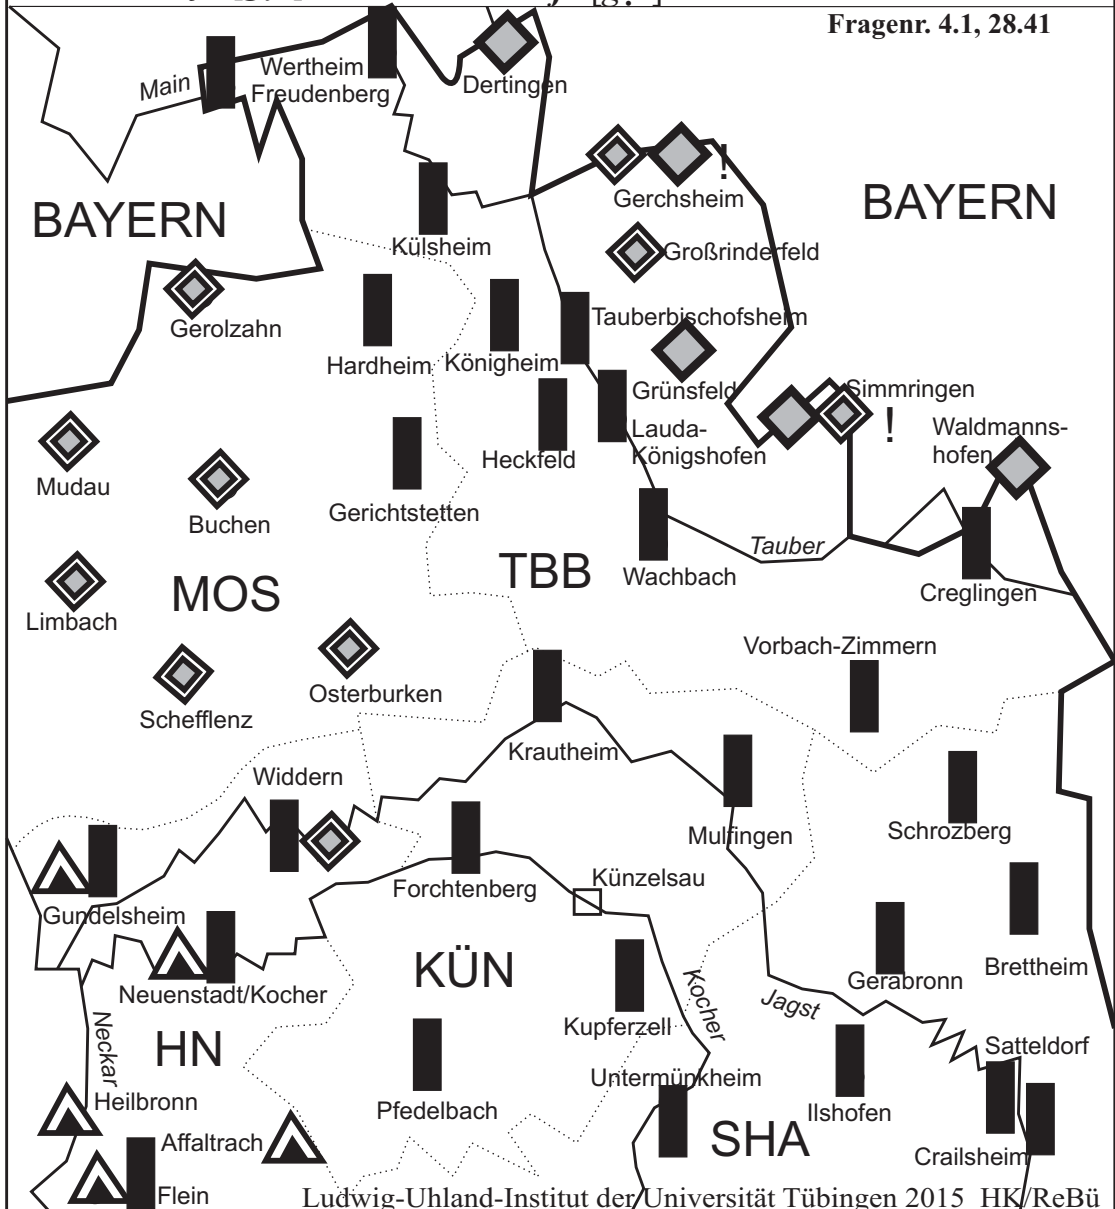 Fragenr. 4.1, 28.41
Main
Wertheim
Freudenberg
Dertingen
BAYERN
Gerchsheim
!
BAYERN
Külsheim
Großrinderfeld
Gerolzahn
Hardheim
Königheim
Tauberbischofsheim
Grünsfeld
Simmringen
!
Lauda-
Königshofen
Waldmanns-
hofen
Heckfeld
Mudau
Buchen
Gerichtstetten
Tauber
TBB
Wachbach
Creglingen
MOS
Limbach
Vorbach-Zimmern
Osterburken
Schefflenz
Krautheim
Widdern
Mulfingen
Schrozberg
Forchtenberg
Künzelsau
Gundelsheim
KÜN
Gerabronn
Brettheim
Neuenstadt/Kocher
Kocher
Jagst
Kupferzell
Neckar
HN
Satteldorf
Untermünkheim
Heilbronn
Pfedelbach
Ilshofen
Affaltrach
SHA
Crailsheim
Flein
Ludwig-Uhland-Institut der Universität Tübingen 2015 HK/ReBü